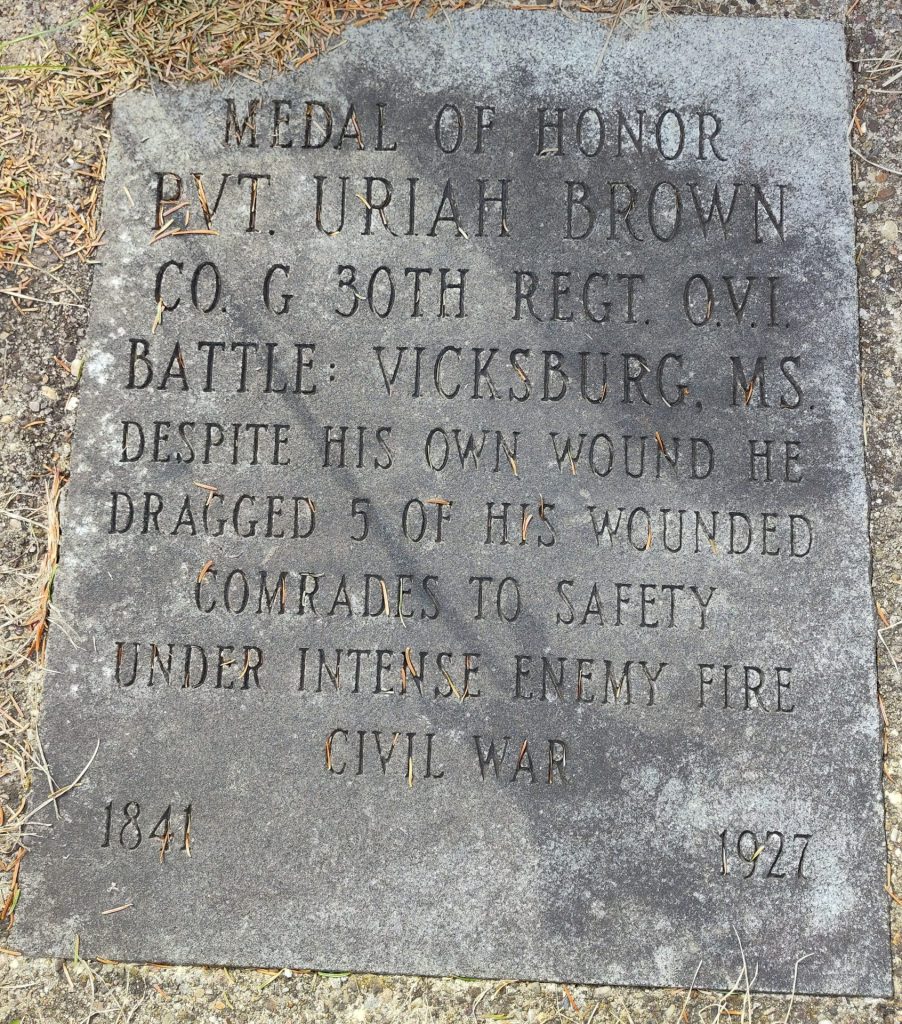 MEDAL OF HONOR
PVT. URIAH BROWN
CO. G 30TH REGT. O.V.I.
BATTLE: VICKSBURG, MS.
DESPITE HIS OWN WOUND HE
DRAGGED 5 OF HIS WOUNDED
COMRADES TO SAFETY
UNDER INTENSE ENEMY FIRE
CIVIL WAR
1841 1927